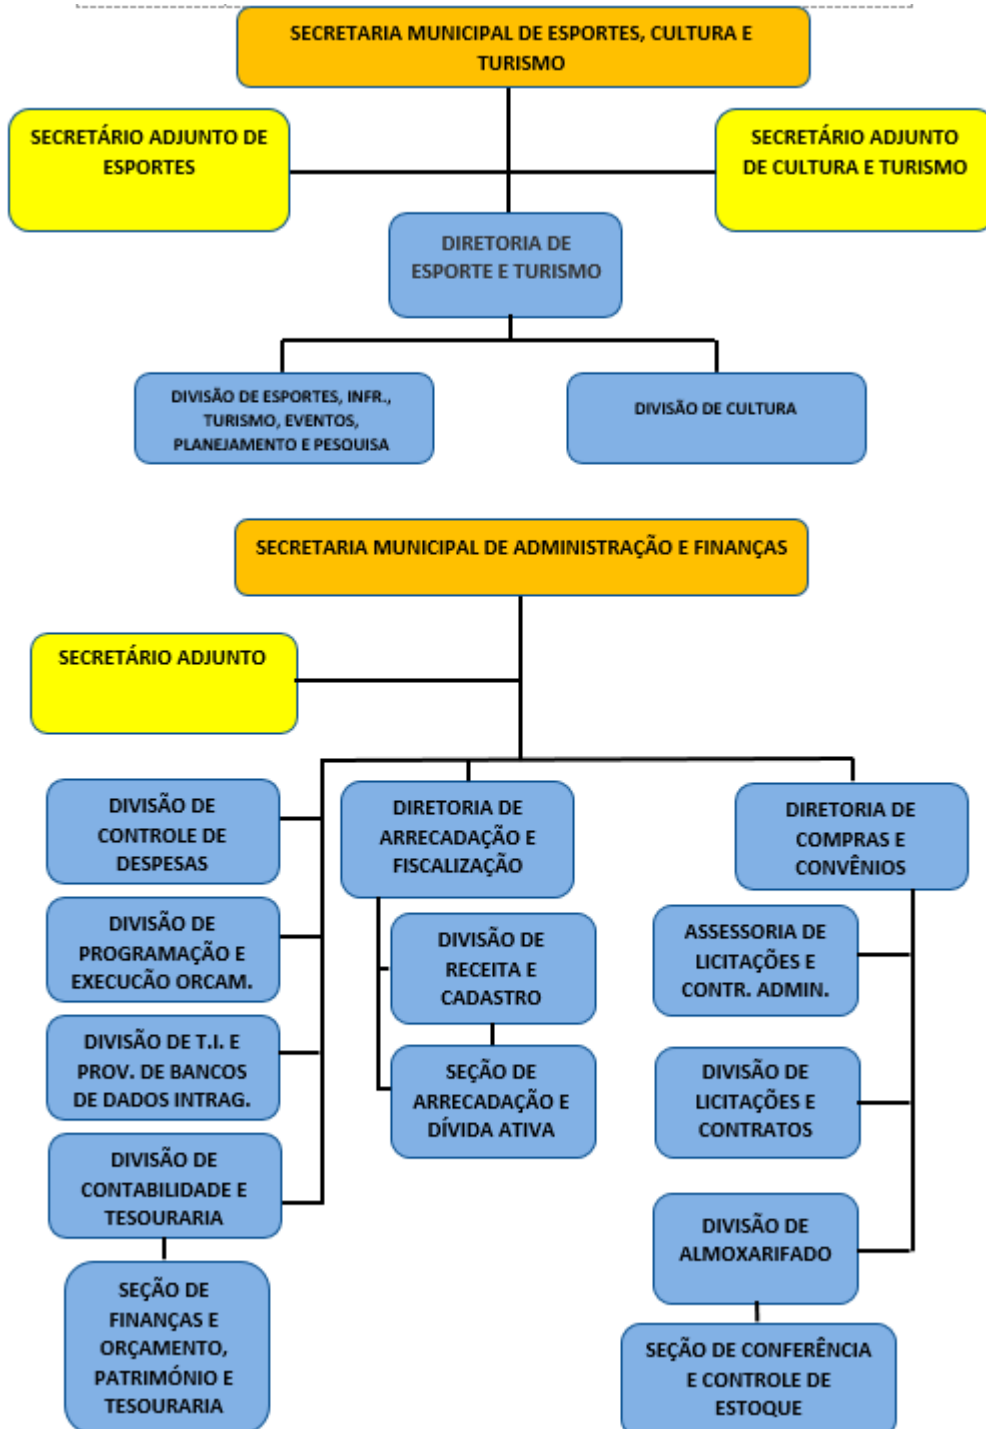 SECRETARIA MUNICIPAL DE ESPORTES, CULTURA E
TURISMO
SECRETÁRIO ADJUNTO DE
ESPORTES
SECRETÁRIO ADJUNTO
DE CULTURA E TURISMO
DIRETORIA DE
ESPORTE E TURISMO
DIVISÃO DE ESPORTES, INFR.,
TURISMO, EVENTOS,
PLANEJAMENTO E PESQUISA
DIVISÃO DE CULTURA
SECRETARIA MUNICIPAL DE ADMINISTRAÇÃO E FINANÇAS
SECRETÁRIO ADJUNTO
DIVISÃO DE
CONTROLE DE
DESPESAS
DIVISÃO DE
PROGRAMAÇÃO E
EXECUCÃO ORCAM.
DIVISÃO DE T.I. E
PROV. DE BANCOS
DE DADOS INTRAG.
DIVISÃO DE
CONTABILIDADE E
TESOURARIA
SEÇÃO DE
FINANÇAS E
ORÇAMENTO,
PATRIMÓNIO E
TESOURARIA
DIRETORIA DE
ARRECADAÇÃO E
FISCALIZAÇÃO
DIVISÃO DE
RECEITA E
CADASTRO
SEÇÃO DE
ARRECADAÇÃO E
DÍVIDA ATIVA
DIRETORIA DE
COMPRAS E
CONVÊNIOS
ASSESSORIA DE
LICITAÇÕES E
CONTR. ADMIN.
DIVISÃO DE
LICITAÇÕES E
CONTRATOS
DIVISÃO DE
ALMOXARIFADO
SEÇÃO DE CONFERÊNCIA
E CONTROLE DE
ESTOQUE